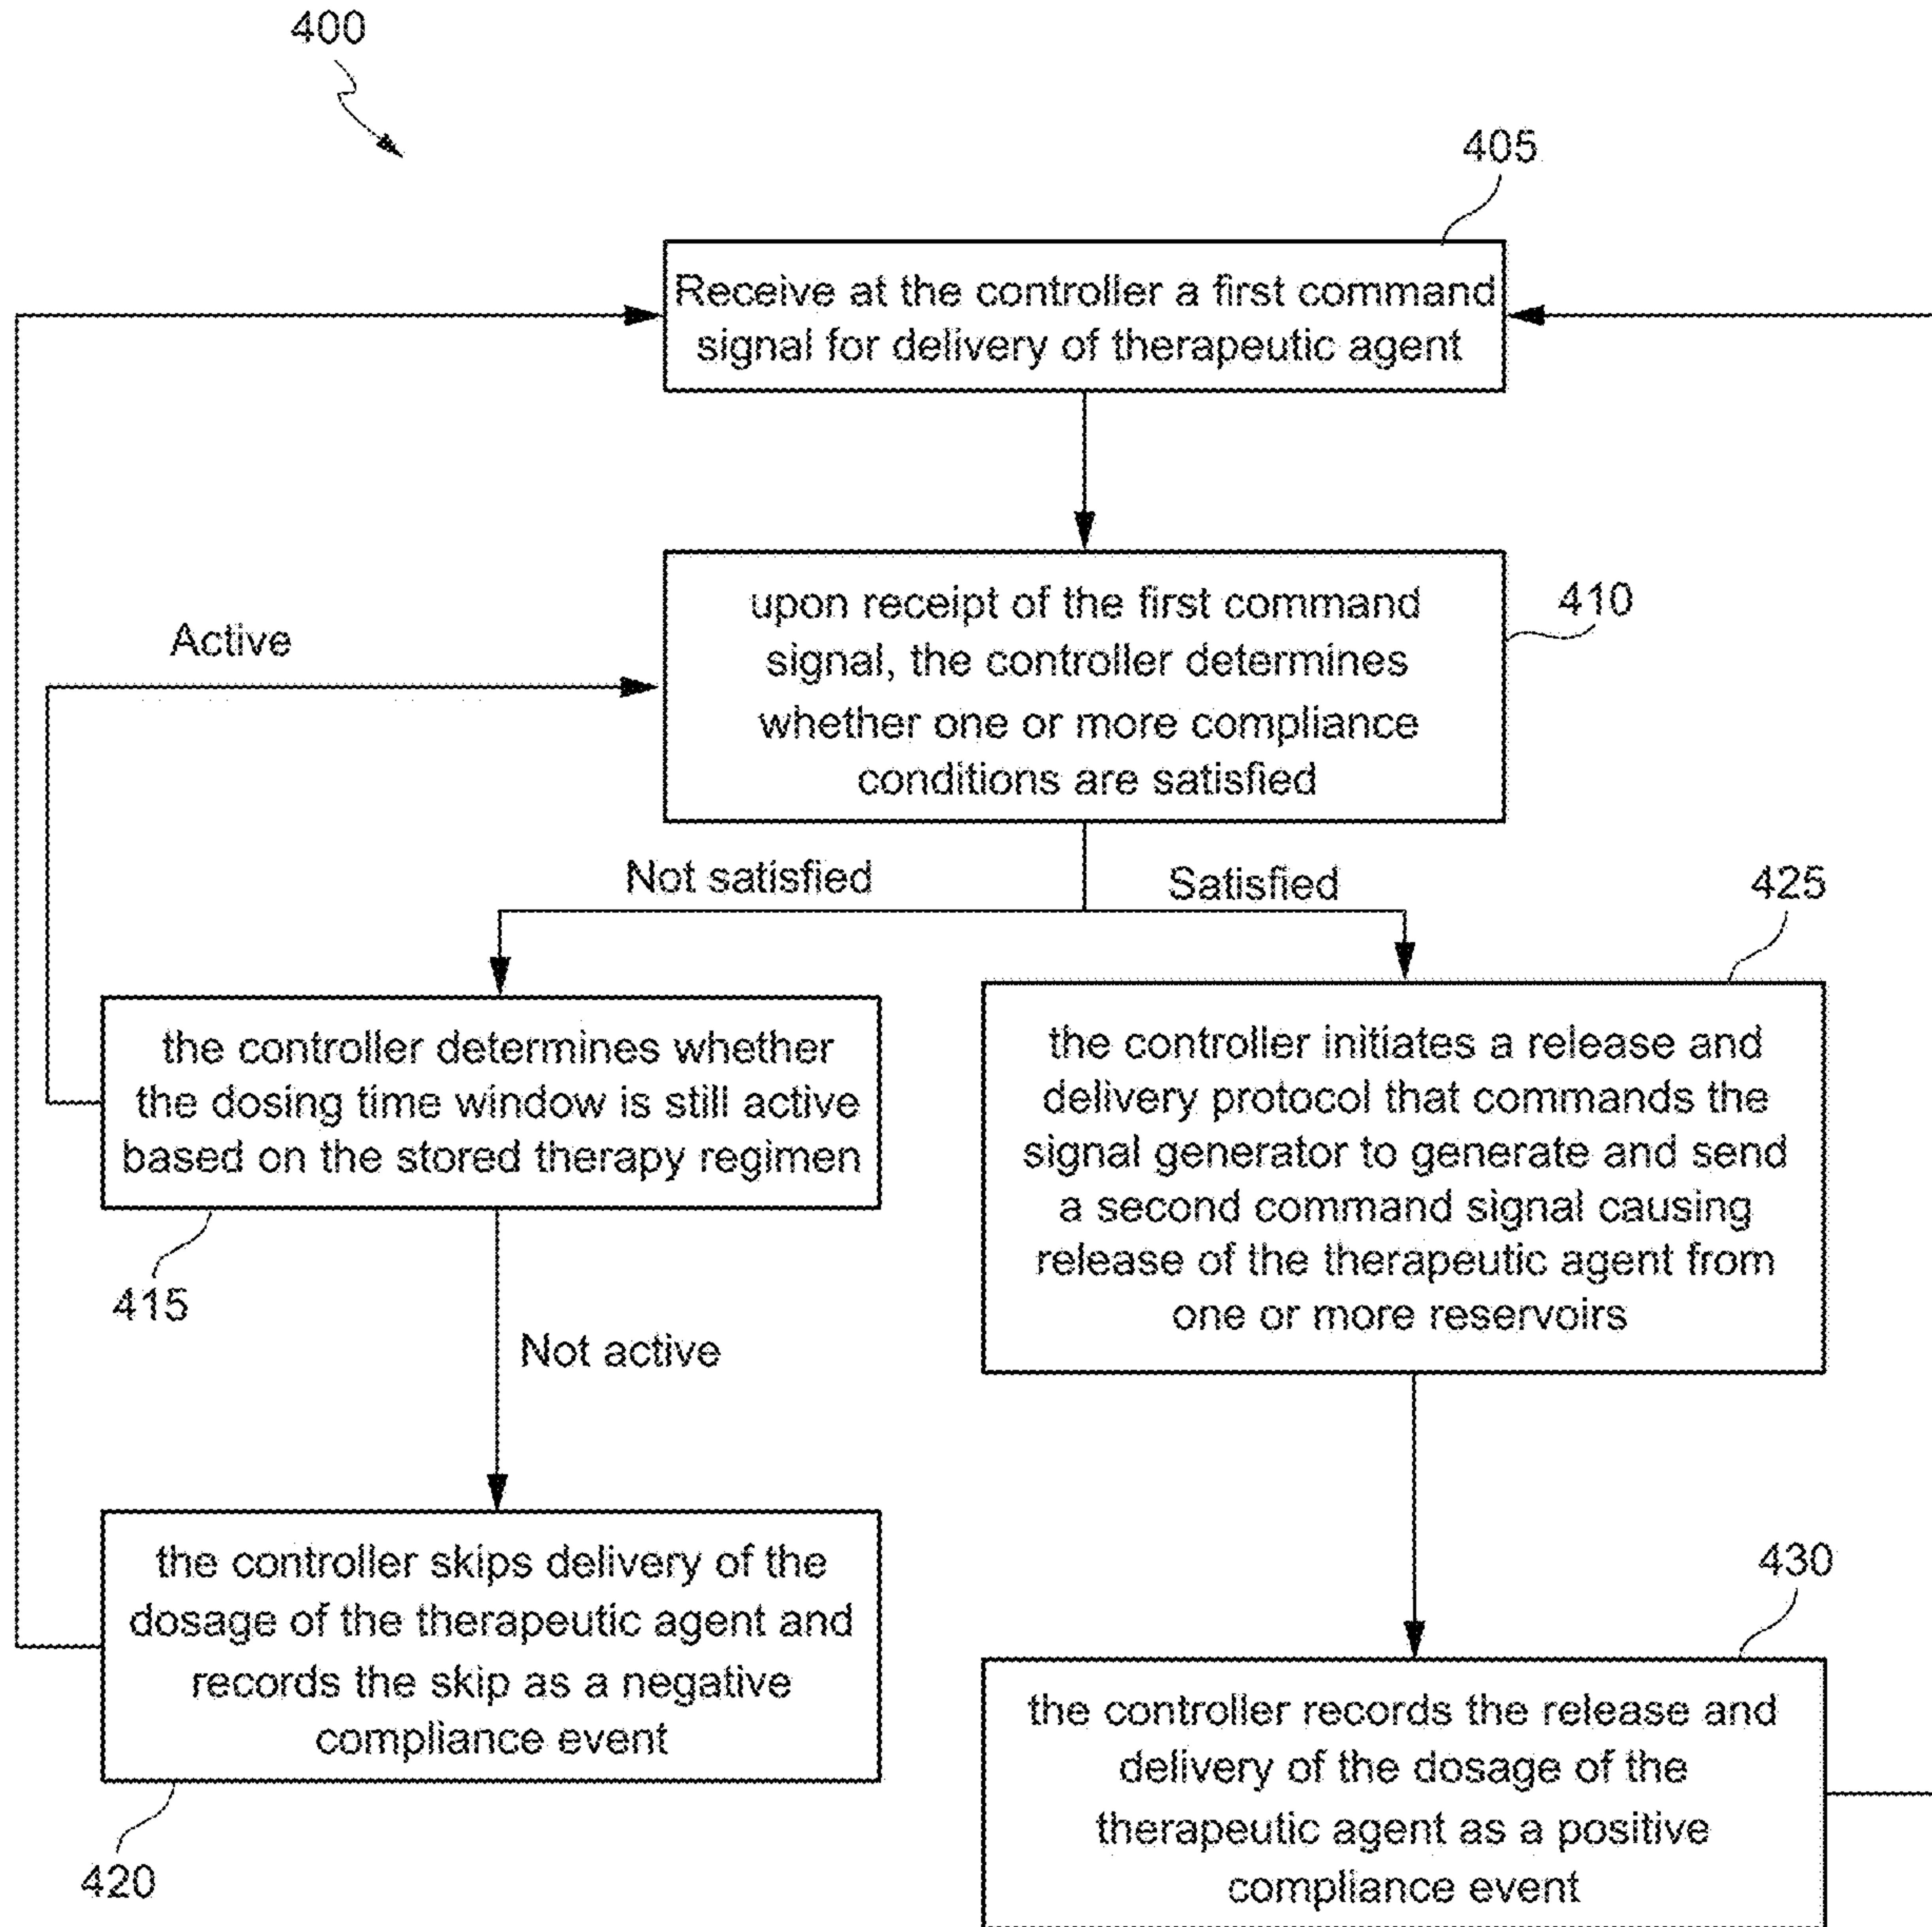 400
405
Receive at the controller a first command
signal for delivery of therapeutic agent
410
upon receipt of the first command
signal, the controller determines
whether one or more compliance
conditions are satisfied
Active
Not satisfied
Satisfied
425
the controller determines whether
the dosing time window is still active
based on the stored therapy regimen
415
the controller initiates a release and
delivery protocol that commands the
signal generator to generate and send
a second command signal causing
release of the therapeutic agent from
one or more reservoirs
Not active
the controller skips delivery of the
dosage of the therapeutic agent and
records the skip as a negative
compliance event
420
430
the controller records the release and
delivery of the dosage of the
therapeutic agent as a positive
compliance event